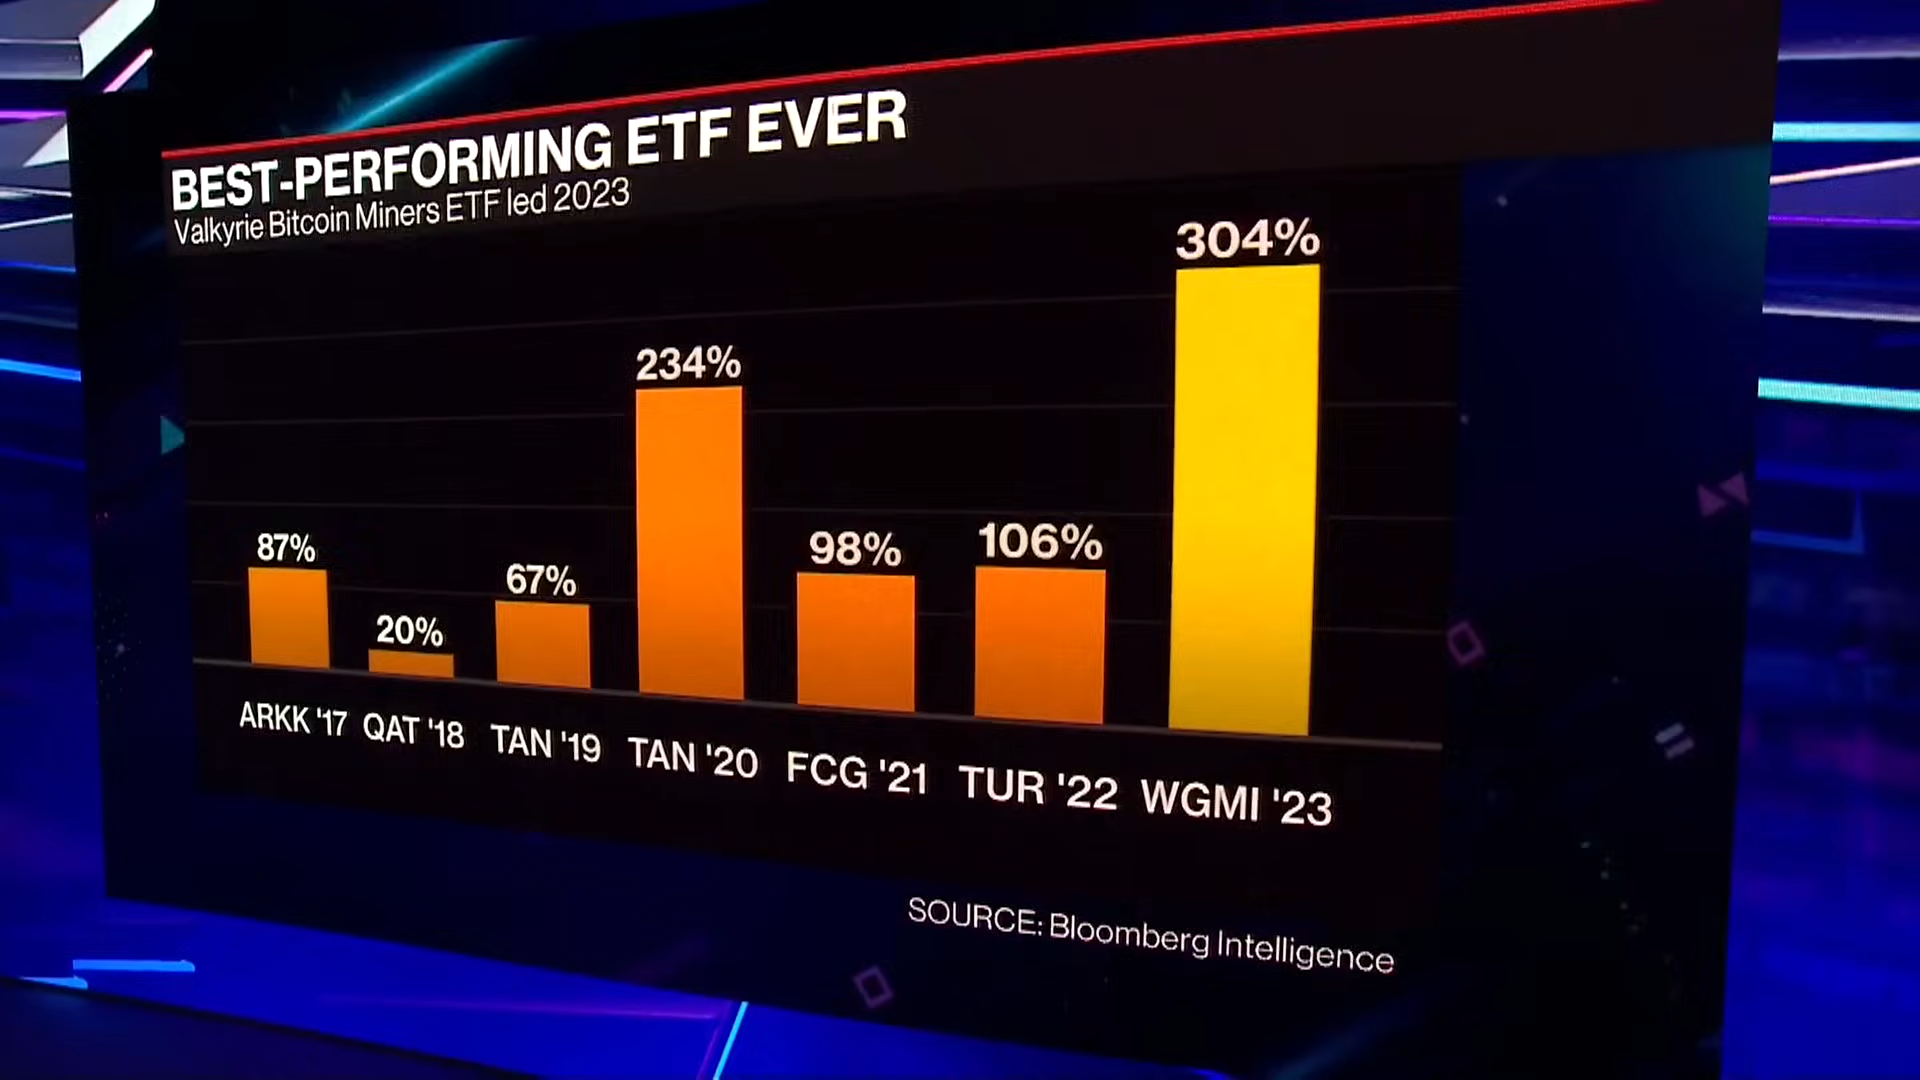 BEST-PERFORMING ETF EVER
Valkyrie Bitcoin Miners ETF led 2023
87%
20%
67%
234%
98%
106%
304%
ARKK '17 QAT '18 TAN '19 TAN '20 FCG '21 TUR '22 WGMI '23
SOURCE: Bloomberg Intelligence